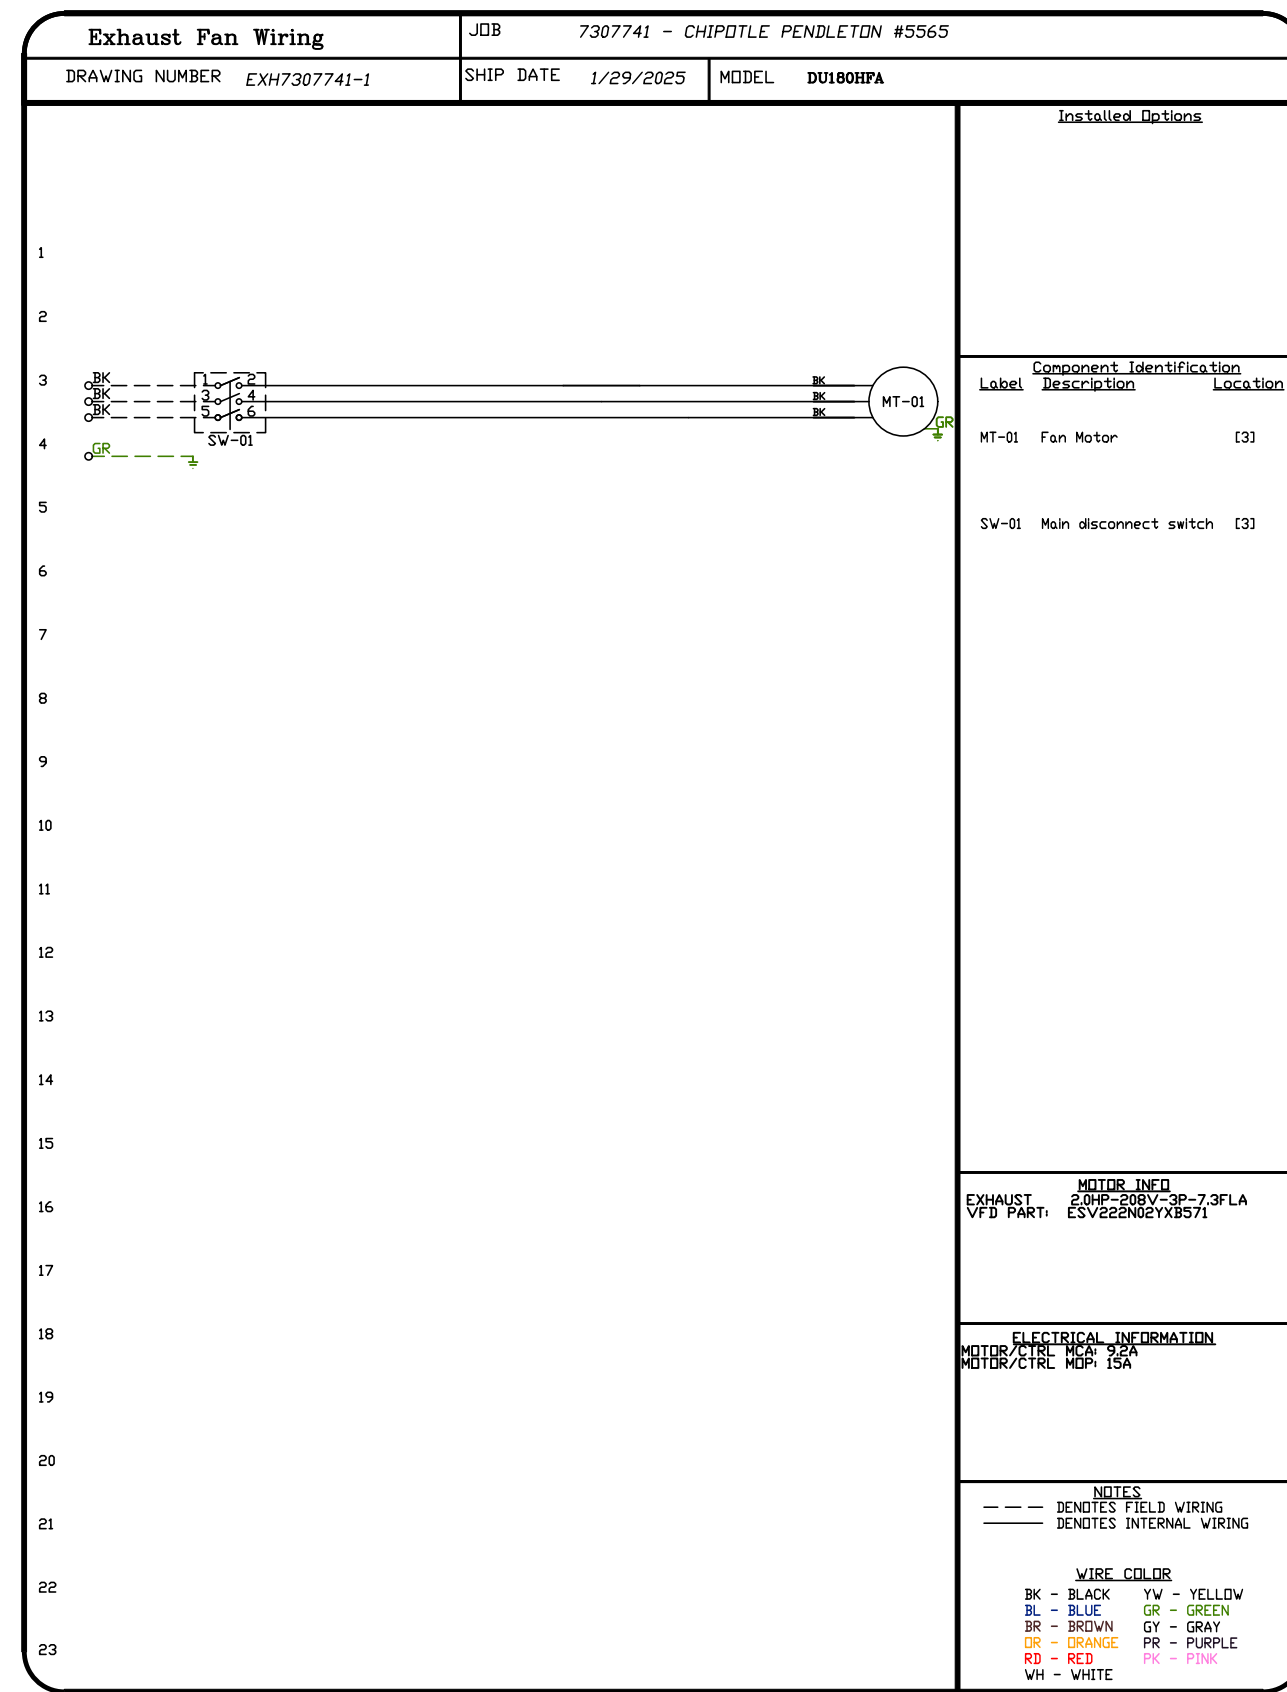 Exhaust Fan Wiring
JOB 7307741 - CHIPOTLE PENDLETON #5565
DRAWING NUMBER EXH7307741-1
SHIP DATE 1/29/2025
MODEL DU180HFA
Installed Options
1
2
3
BK 1 2 BK
BK 3 4 BK MT-01
BK 5 6 BK
SW-01
GR
4
GR
5
6
7
8
9
10
11
12
13
14
15
16
17
18
19
20
21
22
23
Component Identification
Label Description Location
MT-01 Fan Motor [3]
SW-01 Main disconnect switch [3]
MOTOR INFO
EXHAUST 2.0HP-208V-3P-7.3FLA
VFD PART: ESV222N02YXB571
ELECTRICAL INFORMATION
MOTOR/CTRL MCA: 9.2A
MOTOR/CTRL MOP: 15A
NOTES
DENOTES FIELD WIRING
DENOTES INTERNAL WIRING
WIRE COLOR
BK - BLACK YW - YELLOW
BL - BLUE GR - GREEN
BR - BROWN GY - GRAY
OR - ORANGE PR - PURPLE
RD - RED PK - PINK
WH - WHITE